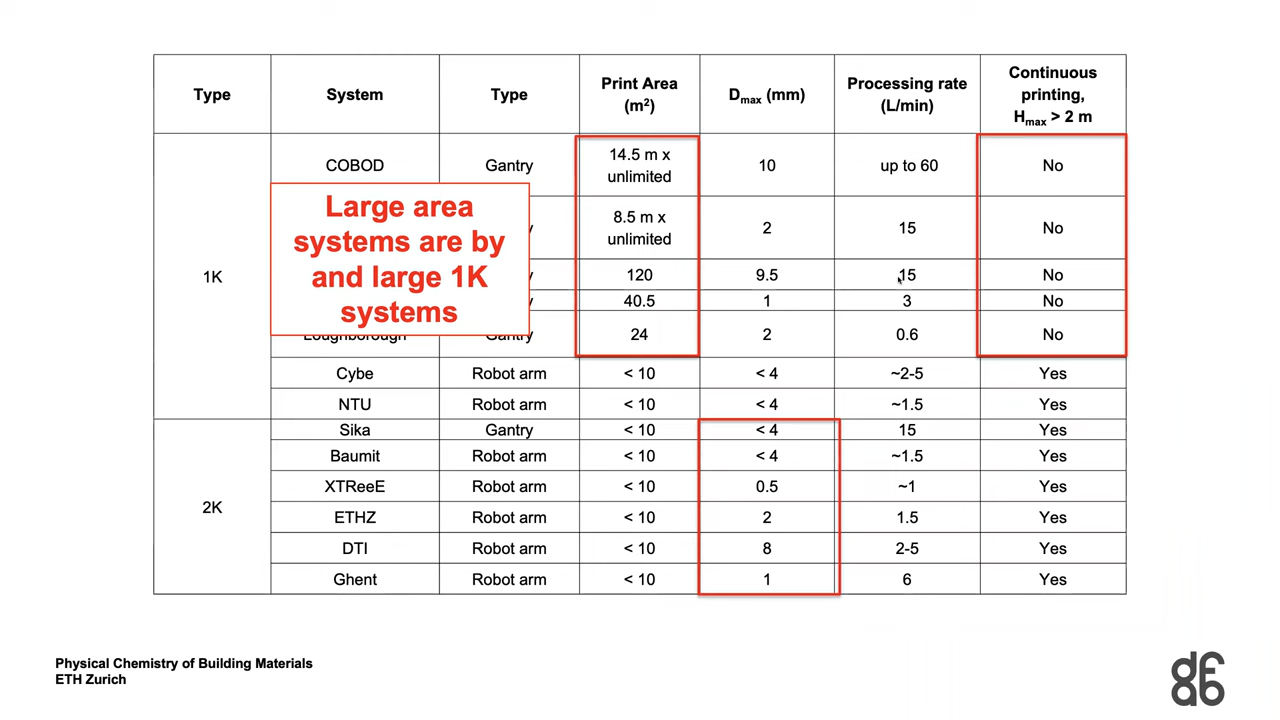 Type System Type Print Area (m²) Dmax (mm) Processing rate (L/min) Continuous printing, Hmax > 2 m
1K
COBOD Gantry 14.5 m x unlimited 10 up to 60 No
8.5 m x unlimited 2 15 No
120 9.5 15 No
40.5 1 3 No
Loughborough Gantry 24 2 0.6 No
Cybe Robot arm < 10 < 4 ~2-5 Yes
NTU Robot arm < 10 < 4 ~1.5 Yes
2K
Sika Gantry < 10 < 4 15 Yes
Baumit Robot arm < 10 < 4 ~1.5 Yes
XTReeE Robot arm < 10 0.5 ~1 Yes
ETHZ Robot arm < 10 2 1.5 Yes
DTI Robot arm < 10 8 2-5 Yes
Ghent Robot arm < 10 1 6 Yes
Large area
systems are by
and large 1K
systems
Physical Chemistry of Building Materials
ETH Zurich